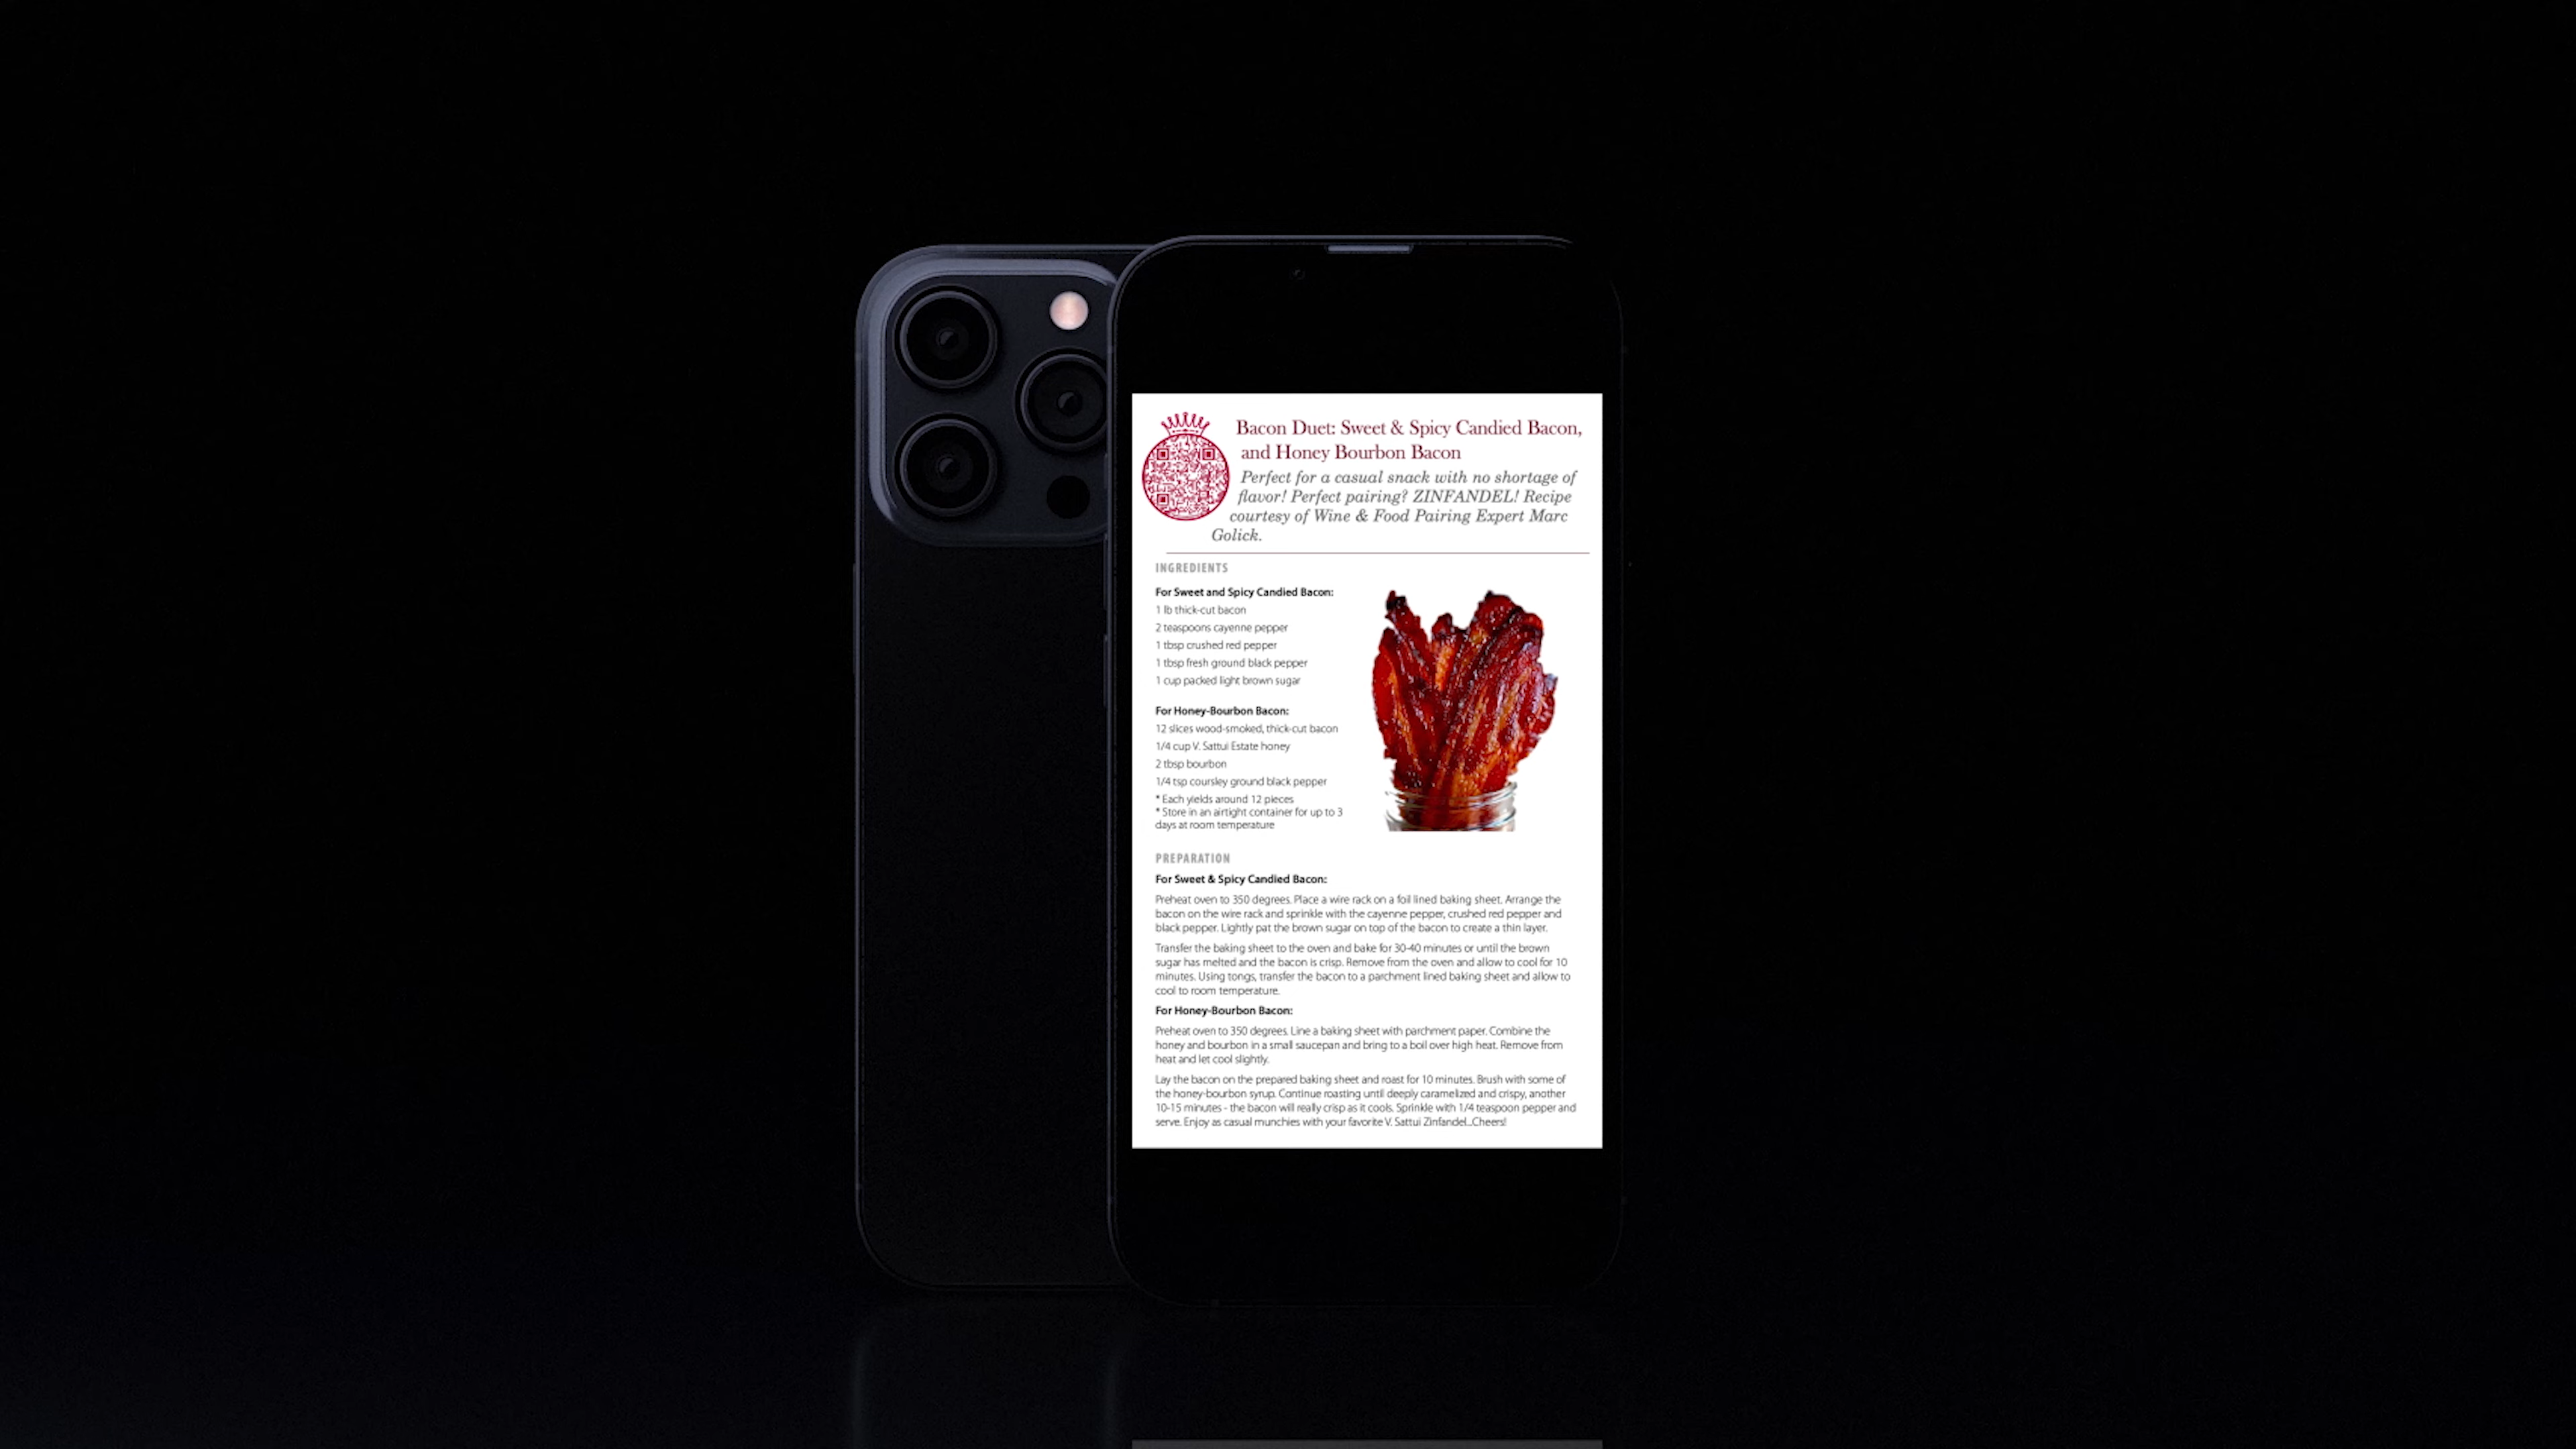 Bacon Duet: Sweet & Spicy Candied Bacon,
and Honey Bourbon Bacon
Perfect for a casual snack with no shortage of
flavor! Perfect pairing? ZINFANDEL! Recipe
courtesy of Wine & Food Pairing Expert Marc
Golick.
INGREDIENTS
For Sweet and Spicy Candied Bacon:
1 lb thick-cut bacon
2 teaspoons cayenne pepper
1 tbsp crushed red pepper
1 tbsp fresh ground black pepper
1 cup packed light brown sugar
For Honey-Bourbon Bacon:
12 slices wood-smoked, thick-cut bacon
1/4 cup V. Sattui Estate honey
2 tbsp bourbon
1/4 tsp coursley ground black pepper
* Each yields around 12 pieces
* Store in an airtight container for up to 3
days at room temperature
PREPARATION
For Sweet & Spicy Candied Bacon:
Preheat oven to 350 degrees. Place a wire rack on a foil lined baking sheet. Arrange the
bacon on the wire rack and sprinkle with the cayenne pepper, crushed red pepper and
black pepper. Lightly pat the brown sugar on top of the bacon to create a thin layer.
Transfer the baking sheet to the oven and bake for 30-40 minutes or until the brown
sugar has melted and the bacon is crisp. Remove from the oven and allow to cool for 10
minutes. Using tongs, transfer the bacon to a parchment lined baking sheet and allow to
cool to room temperature.
For Honey-Bourbon Bacon:
Preheat oven to 350 degrees. Line a baking sheet with parchment paper. Combine the
honey and bourbon in a small saucepan and bring to a boil over high heat. Remove from
heat and let cool slightly.
Lay the bacon on the prepared baking sheet and roast for 10 minutes. Brush with some of
the honey-bourbon syrup. Continue roasting until deeply caramelized and crispy, another
10-15 minutes - the bacon will really crisp as it cools. Sprinkle with 1/4 teaspoon pepper and
serve. Enjoy as casual munchies with your favorite V. Sattui Zinfandel...Cheers!